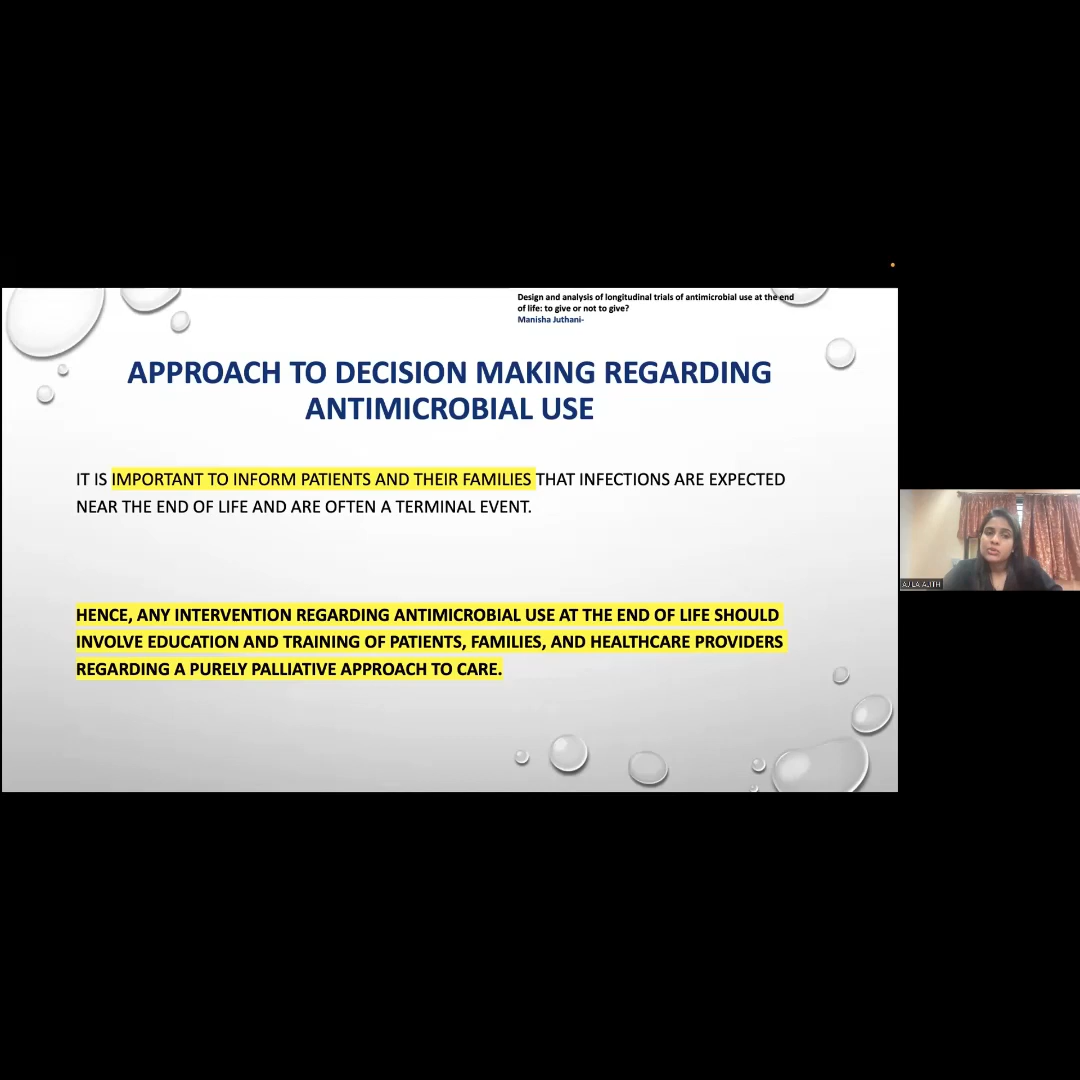 Design and analysis of longitudinal trials of antimicrobial use at the end
of life: to give or not to give?
Manisha Juthani-
APPROACH TO DECISION MAKING REGARDING
ANTIMICROBIAL USE
IT IS IMPORTANT TO INFORM PATIENTS AND THEIR FAMILIES THAT INFECTIONS ARE EXPECTED
NEAR THE END OF LIFE AND ARE OFTEN A TERMINAL EVENT.
HENCE, ANY INTERVENTION REGARDING ANTIMICROBIAL USE AT THE END OF LIFE SHOULD
INVOLVE EDUCATION AND TRAINING OF PATIENTS, FAMILIES, AND HEALTHCARE PROVIDERS
REGARDING A PURELY PALLIATIVE APPROACH TO CARE.
AJILA AJITH